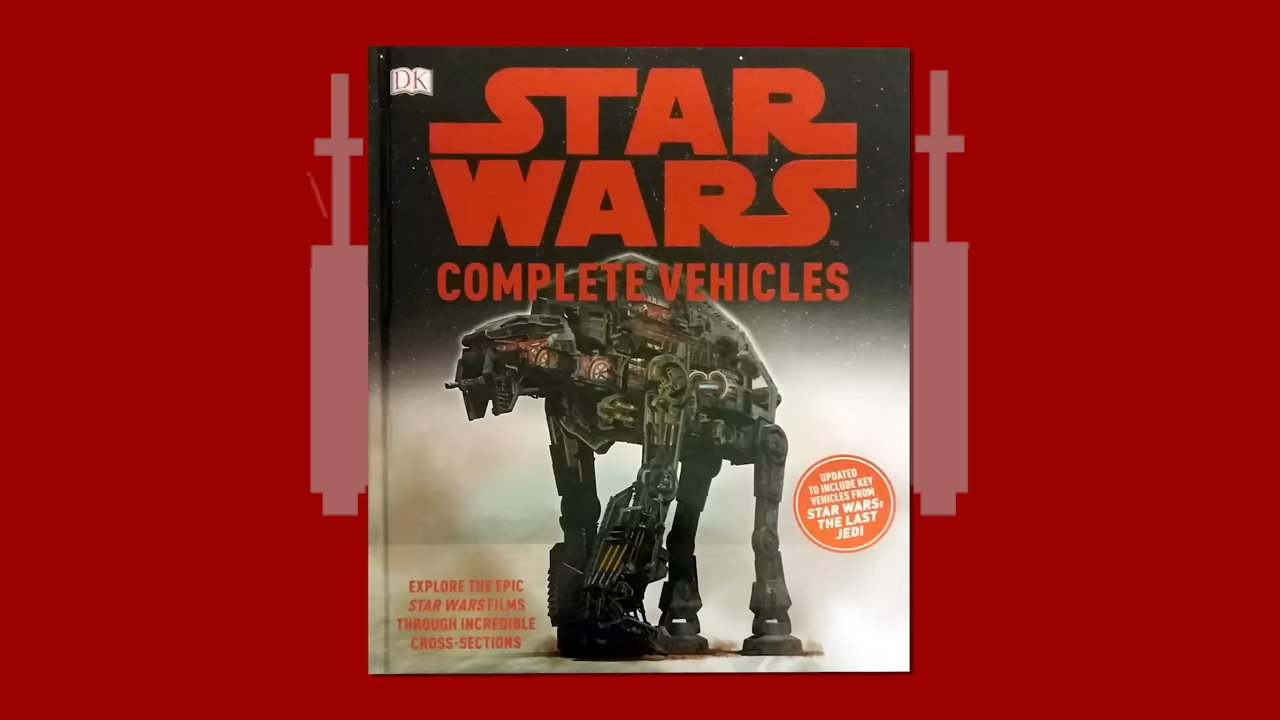 DK
STAR
WARS
™
COMPLETE VEHICLES
UPDATED
TO INCLUDE KEY
VEHICLES FROM
STAR WARS:
THE LAST
JEDI
EXPLORE THE EPIC
STAR WARS FILMS
THROUGH INCREDIBLE
CROSS-SECTIONS